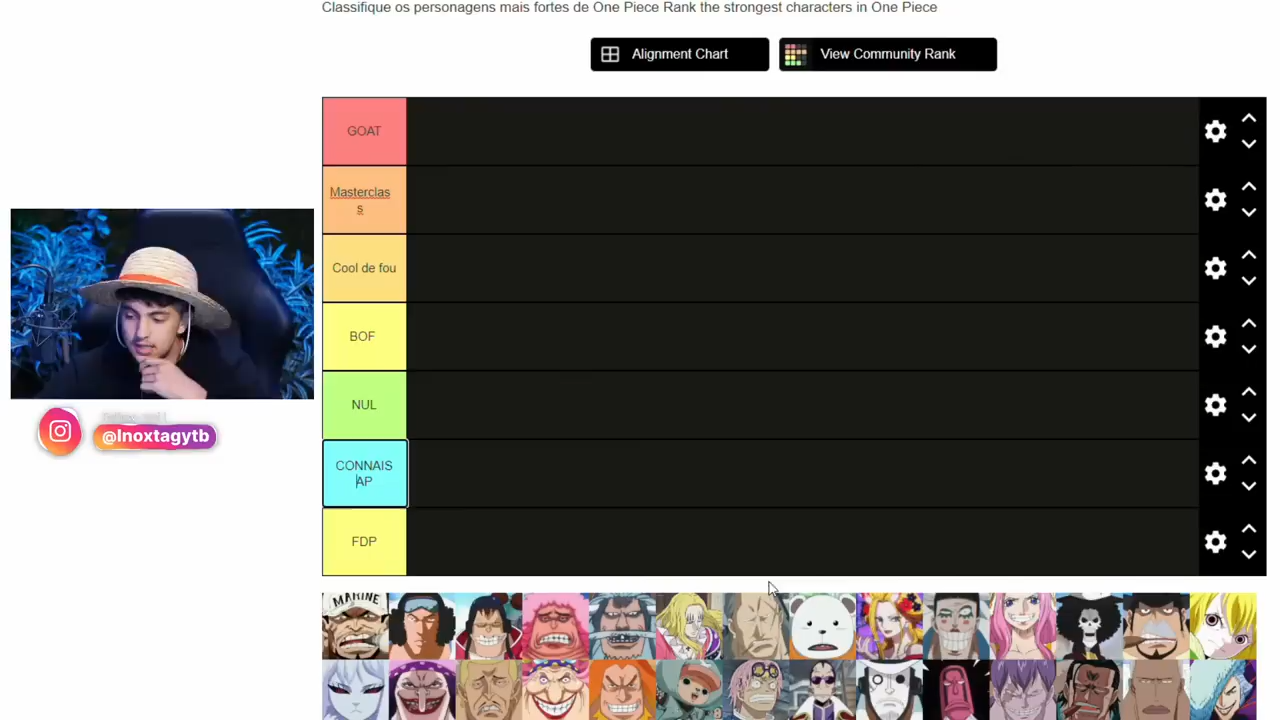 Classifique os personagens mais fortes de One Piece Rank the strongest characters in One Piece
Alignment Chart
View Community Rank
GOAT
Masterclas
s
Cool de fou
BOF
NUL
CONNAIS
AP
FDP
@Inoxtagytb
MARINE